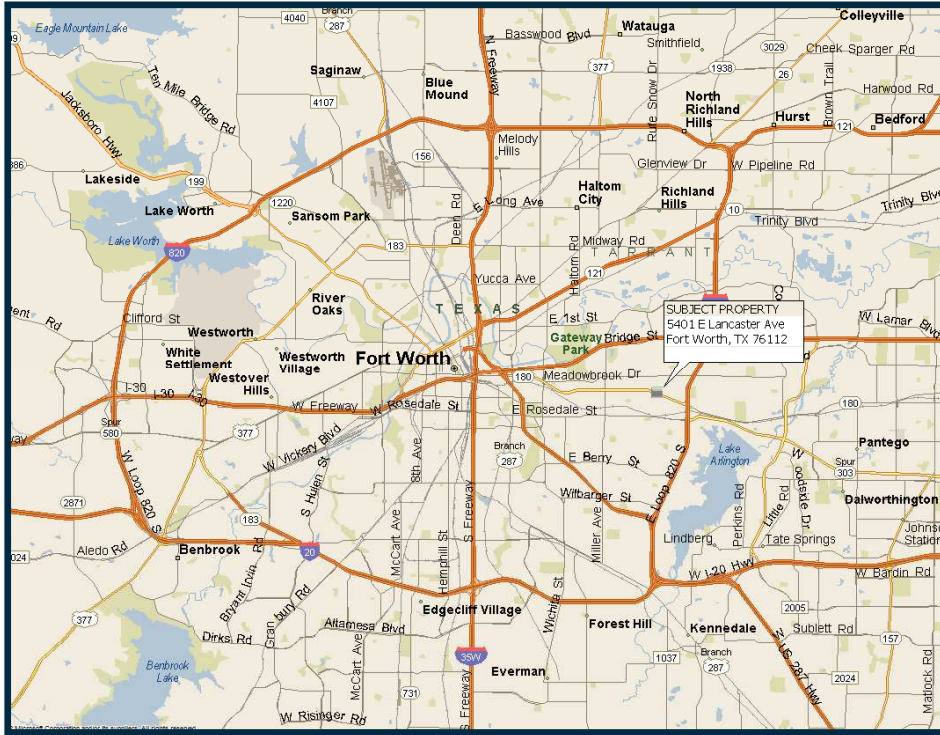 4040
Branch
287
Colleyville
Eagle Mountain Lake
Basswood Blvd
Watauga
Smithfield
3029
377
Cheek Sparger Rd
Saginaw
1938
26
Ten Mile Bridge Rd
N Freeway
Rufe Snow Dr
Brown Trail
Harwood Rd
Jacksboro Hwy
4107
Blue
Mound
North
Richland
Hills
Hurst
121
Bedford
156
Melody
Hills
Glenview Dr
W Pipeline Rd
Lakeside
199
Haltom
City
Richland
Hills
Lake Worth
1220
Sansom Park
E Long Ave
Deen Rd
10
Trinity Blvd
Trinity Blvd
Lake Worth
183
Midway Rd
TARRANT
820
Haltom Rd
121
Yucca Ave
River
Oaks
TEXAS
Clifford St
E 1st St
SUBJECT PROPERTY
5401 E Lancaster Ave
Fort Worth, TX 76112
W Lamar Blvd
Westworth
Gateway
Park
Bridge St
White
Settlement
Westworth
Village
Fort Worth
180
Meadowbrook Dr
Westover
Hills
I-30
I-30
I-30
W Freeway
W Rosedale St
E Rosedale St
180
Spur
580
377
W Vickery Blvd
8th Ave
Branch
287
E Berry St
Lake
Arlington
Pantego
Spur
303
W Loop 820 S
S Hulen St
Wilbarger St
E Loop 820 S
Woodside Dr
Little Rd
Perkins Rd
Dalworthington
2871
183
McCart Ave
Hemphill St
S Freeway
Miller Ave
Lindberg
Tate Springs
Aledo Rd
Benbrook
20
W I-20 Hwy
W Bardin Rd
Bryant Irvin Rd
Granbury Rd
Edgecliff Village
Wichita St
2005
377
Dirks Rd
Altamesa Blvd
Forest Hill
Kennedale
Sublett Rd
157
Benbrook
Lake
McCart Ave
35W
Everman
1037
Branch
287
W US 287 Hwy
2024
Matlock Rd
731
W Risinger Rd
S Freeway